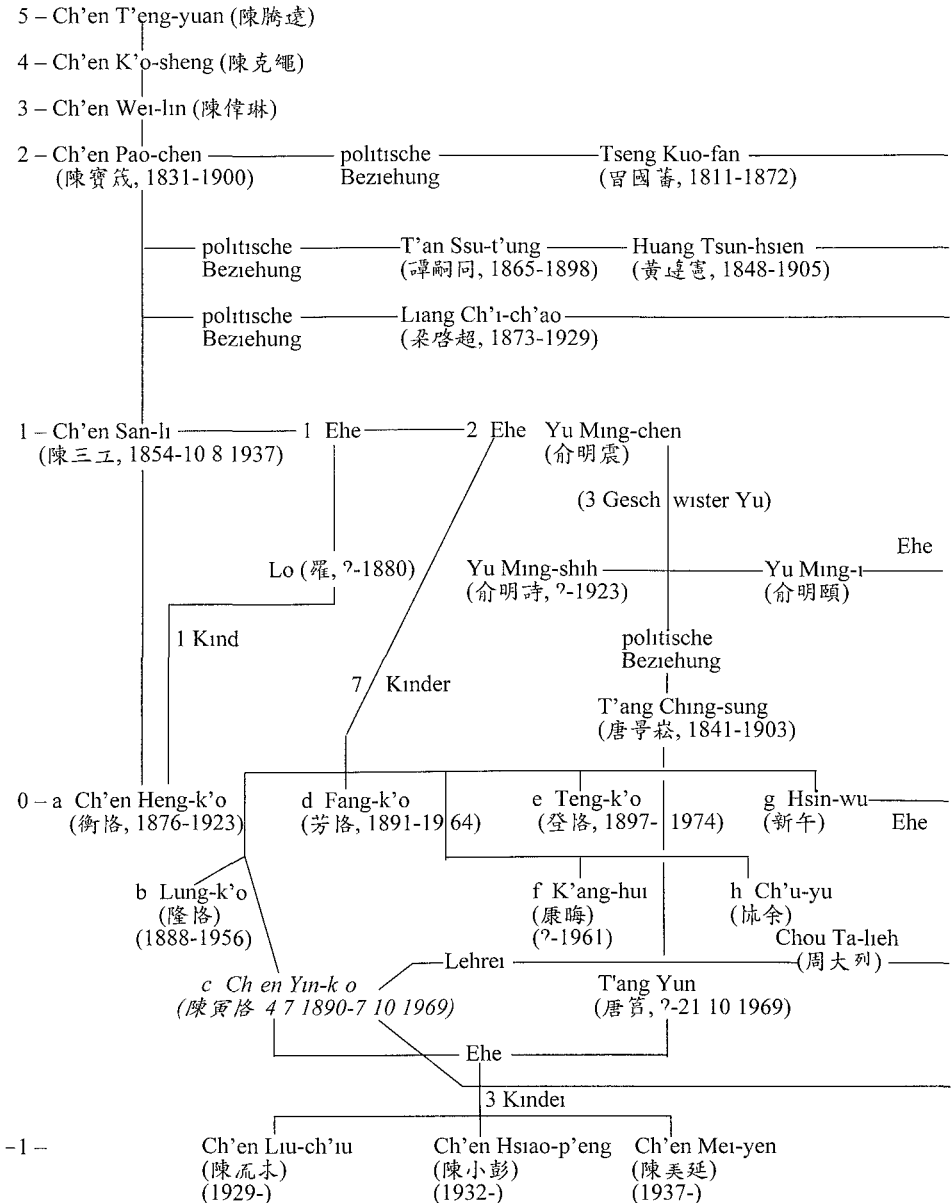 5 – Ch'en T'eng-yuan (陳騰遠)
4 – Ch'en K'o-sheng (陳克繩)
3 – Ch'en Wei-lin (陳偉琳)
2 – Ch'en Pao-chen politische Tseng Kuo-fan
(陳寶箴, 1831-1900) Beziehung (曾國蕃, 1811-1872)
politische T'an Ssu-t'ung Huang Tsun-hsien
Beziehung (譚嗣同, 1865-1898) (黃遵憲, 1848-1905)
politische Liang Ch'i-ch'ao
Beziehung (梁啓超, 1873-1929)
1 – Ch'en San-li 1 Ehe 2 Ehe Yu Ming-chen
(陳三立, 1854-10 8 1937) (俞明震)
(3 Geschwister Yu)
Ehe
Lo (羅, ?-1880) Yu Ming-shih Yu Ming-i
(俞明詩, ?-1923) (俞明頤)
1 Kind
politische
Beziehung
7 Kinder
T'ang Ching-sung
(唐景崧, 1841-1903)
0 – a Ch'en Heng-k'o d Fang-k'o e Teng-k'o g Hsin-wu
(衡恪, 1876-1923) (芳恪, 1891-1964) (登恪, 1897-1974) (新午) Ehe
b Lung-k'o f K'ang-hui h Ch'u-yu
(隆恪) (康晦) (余)
(1888-1956) (?-1961) Chou Ta-lieh
Lehrer (周大烈)
c Ch en Yin-k o T'ang Yun
(陳寅恪 4 7 1890-7 10 1969) (唐篔, ?-21 10 1969)
Ehe
3 Kinder
-1 – Ch'en Liu-ch'iu Ch'en Hsiao-p'eng Ch'en Mei-yen
(陳流求) (陳小彭) (陳美延)
(1929-) (1932-) (1937-)